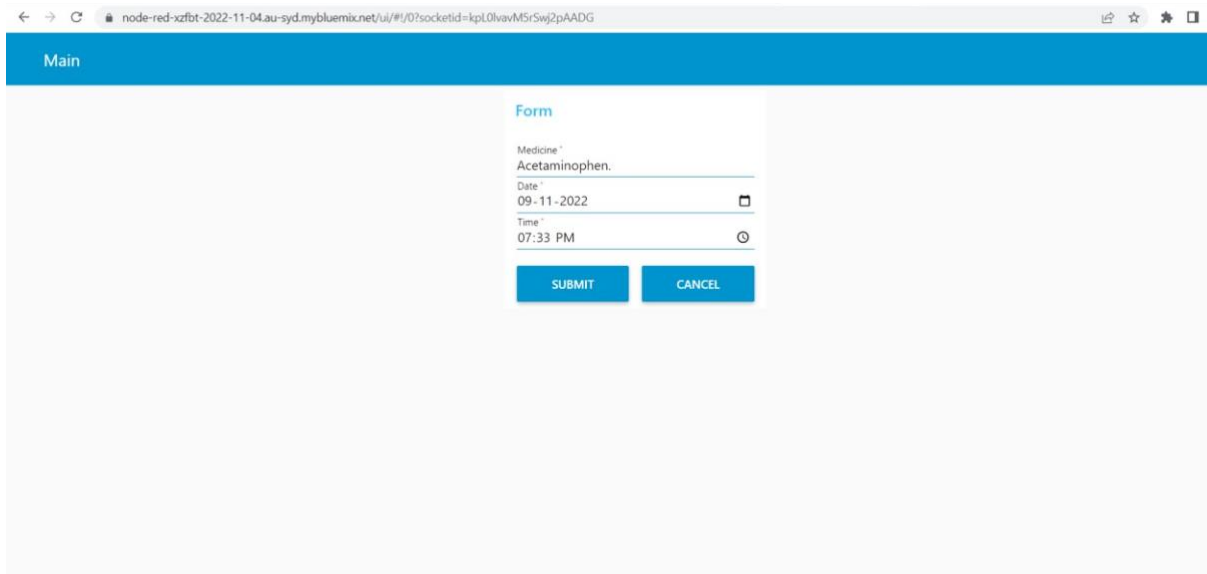 node-red-xzfbt-2022-11-04.au-syd.mybluemix.net/ui/#!/0?socketid=kpL0lvavM5rSwj2pAADG
Main
Form
Medicine *
Acetaminophen.
Date *
09-11-2022
Time *
07:33 PM
SUBMIT CANCEL